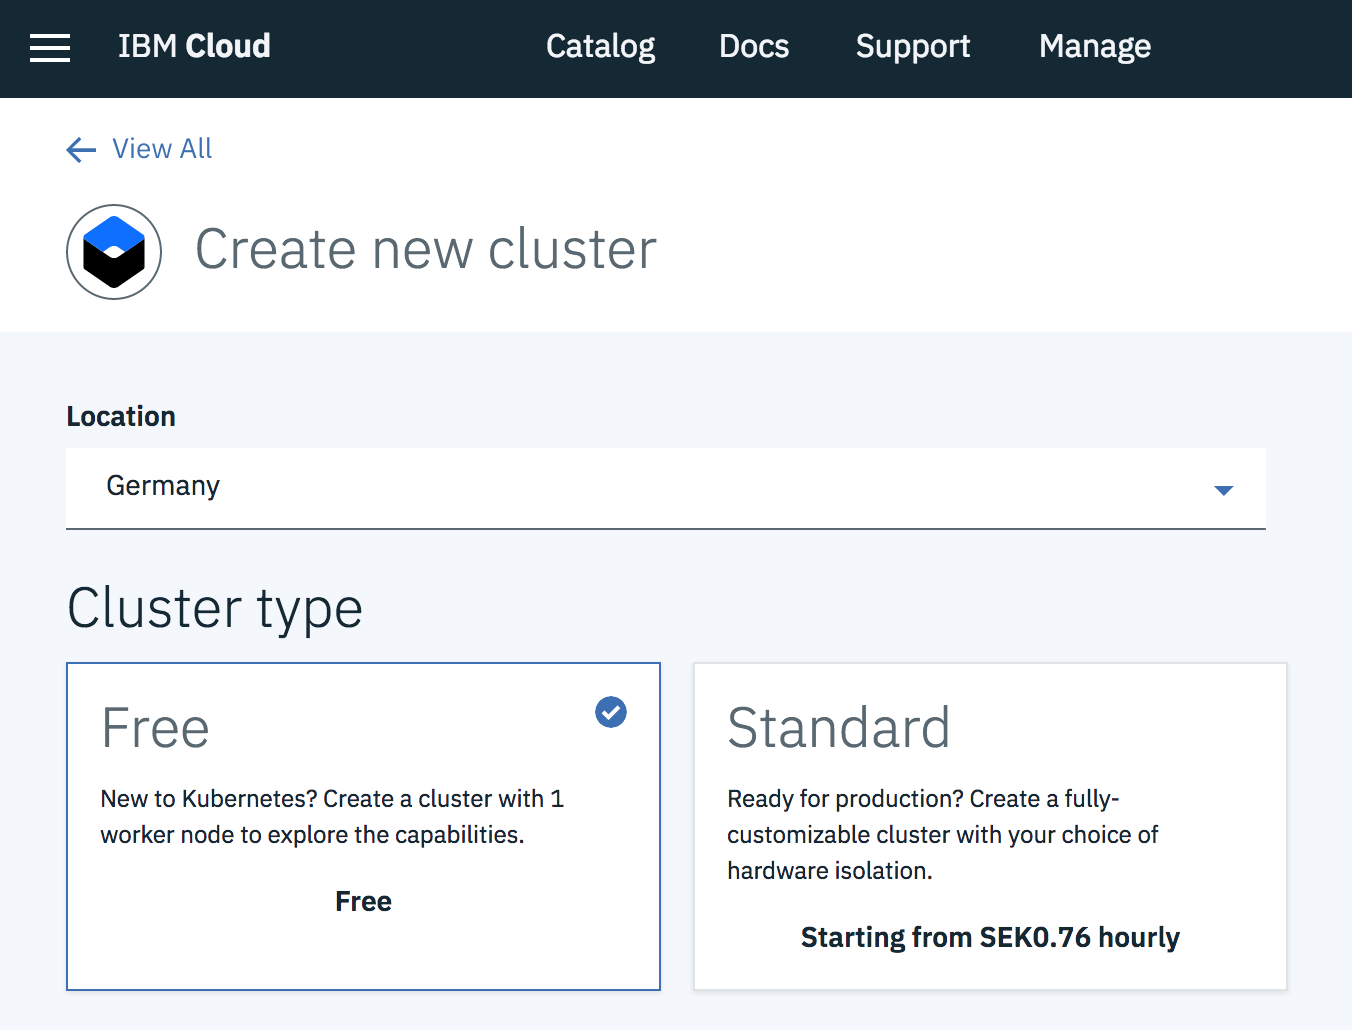 IBM Cloud
Catalog
Docs
Support
Manage
View All
Create new cluster
Location
Germany
Cluster type
Free
New to Kubernetes? Create a cluster with 1
worker node to explore the capabilities.
Free
Standard
Ready for production? Create a fully-
customizable cluster with your choice of
hardware isolation.
Starting from SEK0.76 hourly